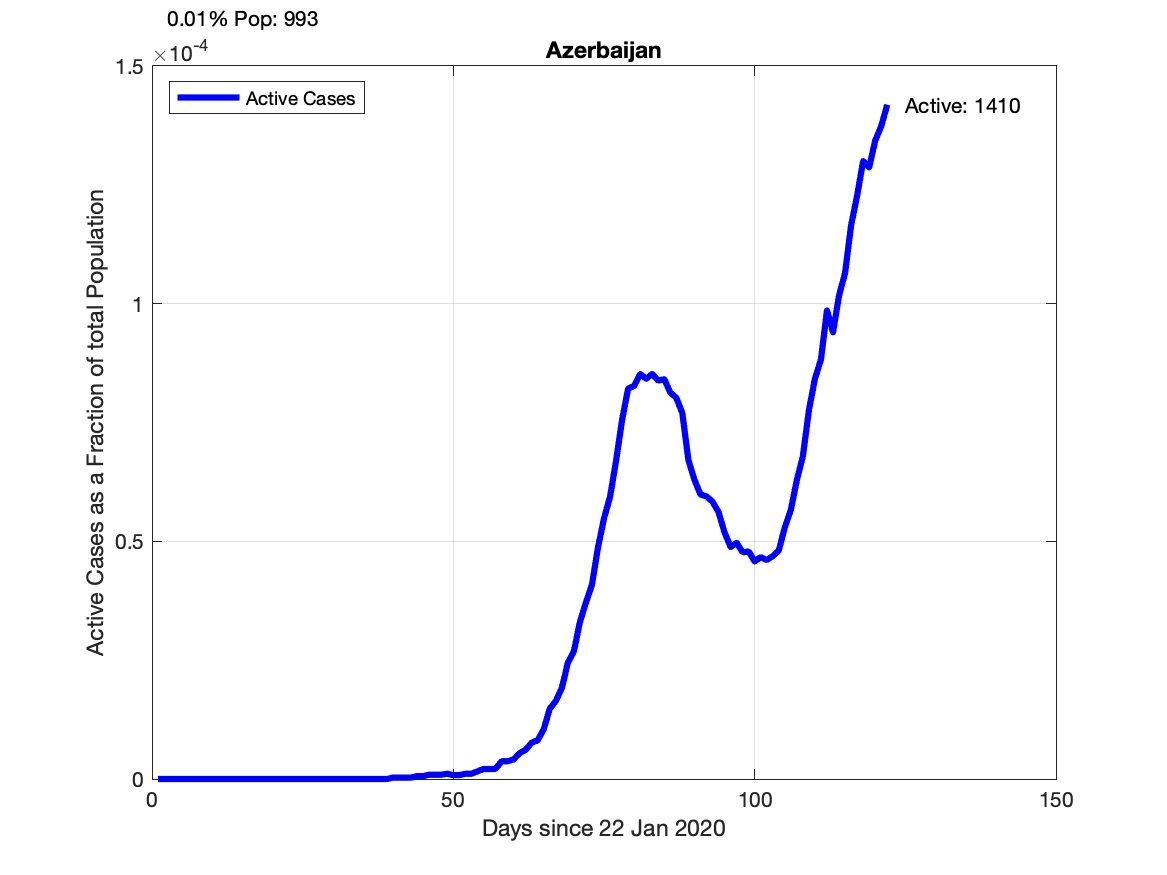 0.01% Pop: 993
×10-4
Azerbaijan
1.5
Active Cases
Active: 1410
1
0.5
0
Active Cases as a Fraction of total Population
0 50 100 150
Days since 22 Jan 2020